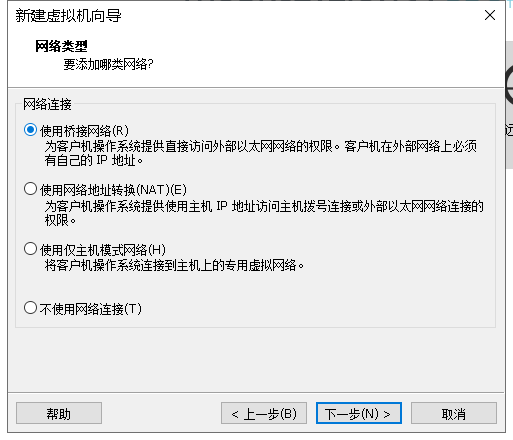 新建虚拟机向导
网络类型
要添加哪类网络?
网络连接
使用桥接网络(R)
为客户机操作系统提供直接访问外部以太网网络的权限。客户机在外部网络上必须
有自己的 IP 地址。
使用网络地址转换(NAT)(E)
为客户机操作系统提供使用主机 IP 地址访问主机拨号连接或外部以太网网络连接的
权限。
使用仅主机模式网络(H)
将客户机操作系统连接到主机上的专用虚拟网络。
不使用网络连接(T)
帮助
< 上一步(B)
下一步(N) >
取消